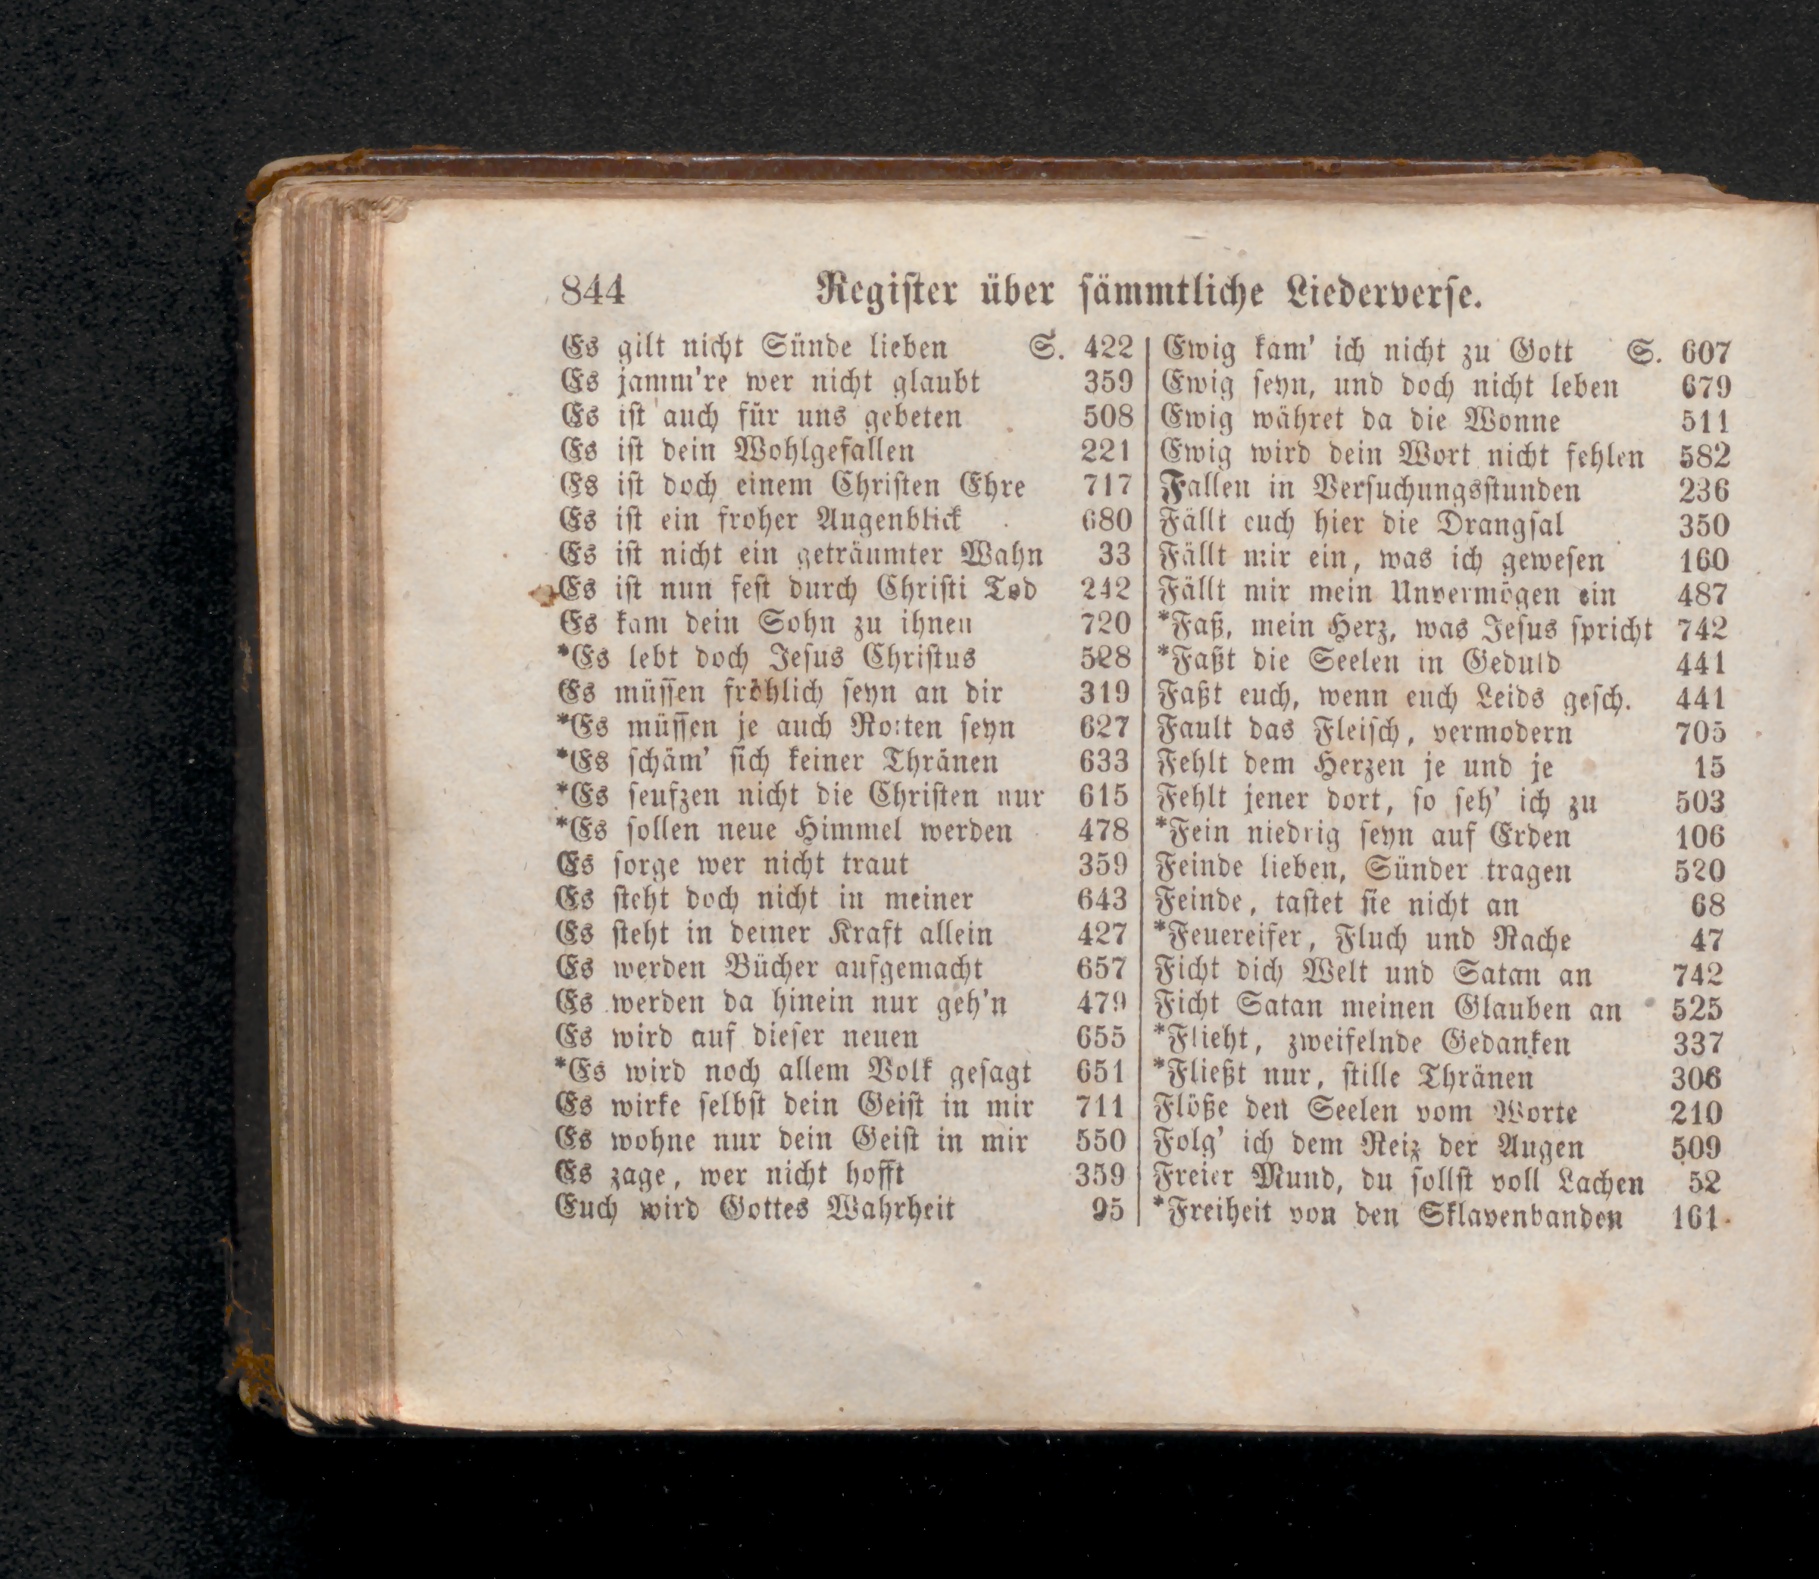 844 Register über sämmtliche Liederverse.
Es gilt nicht Sünde lieben S. 422
Es jamm're wer nicht glaubt 359
Es ist auch für uns gebeten 508
Es ist dein Wohlgefallen 221
Es ist doch einem Christen Ehre 717
Es ist ein froher Augenblick 680
Es ist nicht ein geträumter Wahn 33
Es ist nun fest durch Christi Tod 242
Es kam dein Sohn zu ihnen 720
*Es lebt doch Jesus Christus 528
Es müssen fröhlich seyn an dir 319
*Es müssen je auch Rotten seyn 627
*Es schäm' sich keiner Thränen 633
*Es seufzen nicht die Christen nur 615
*Es sollen neue Himmel werden 478
Es sorge wer nicht traut 359
Es steht doch nicht in meiner 643
Es steht in deiner Kraft allein 427
Es werden Bücher aufgemacht 657
Es werden da hinein nur geh'n 479
Es wird auf dieser neuen 655
*Es wird noch allem Volk gesagt 651
Es wirke selbst dein Geist in mir 711
Es wohne nur dein Geist in mir 550
Es zage, wer nicht hofft 359
Euch wird Gottes Wahrheit 95
Ewig kam' ich nicht zu Gott S. 607
Ewig seyn, und doch nicht leben 679
Ewig währet da die Wonne 511
Ewig wird dein Wort nicht fehlen 582
Fallen in Versuchungsstunden 236
Fällt euch hier die Drangsal 350
Fällt mir ein, was ich gewesen 160
Fällt mir mein Unvermögen ein 487
*Faß, mein Herz, was Jesus spricht 742
*Faßt die Seelen in Geduld 441
Faßt euch, wenn euch Leids gesch. 441
Fault das Fleisch, vermodern 705
Fehlt dem Herzen je und je 15
Fehlt jener dort, so seh' ich zu 503
*Fein niedrig seyn auf Erden 106
Feinde lieben, Sünder tragen 520
Feinde, tastet sie nicht an 68
*Feuereifer, Fluch und Rache 47
Ficht dich Welt und Satan an 742
Ficht Satan meinen Glauben an 525
*Flieht, zweifelnde Gedanken 337
*Fließt nur, stille Thränen 306
Flöße den Seelen vom Worte 210
Folg' ich dem Reiz der Augen 509
Freier Mund, du sollst voll Lachen 52
*Freiheit von den Sklavenbanden 161